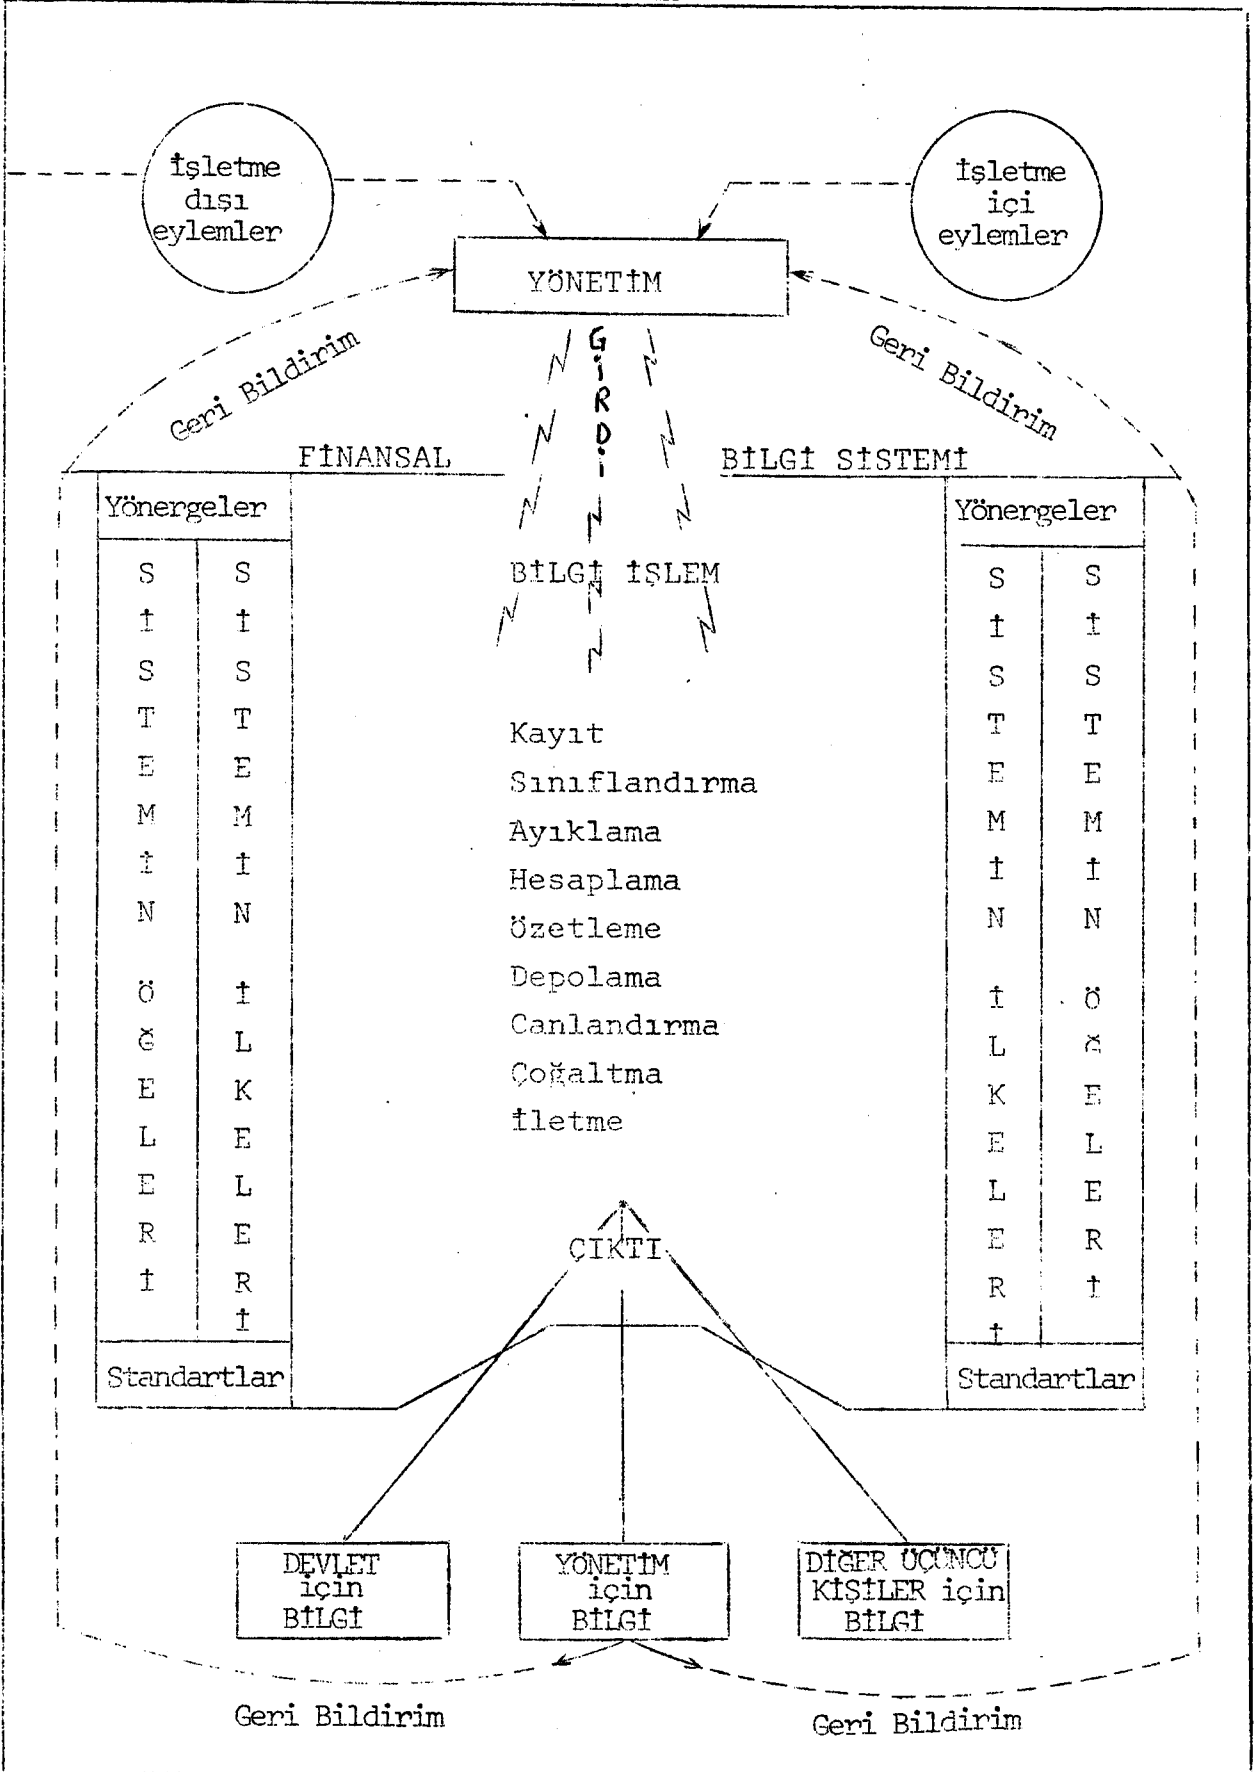 İşletme
dışı
eylemler
İşletme
içi
eylemler
YÖNETİM
GİRDİ
Geri Bildirim
Geri Bildirim
FİNANSAL
BİLGİ SİSTEMİ
Yönergeler
SİSTEMİN ÖĞELERİ
SİSTEMİN İLKELERİ
BİLGİ İŞLEM
Kayıt
Sınıflandırma
Ayıklama
Hesaplama
Özetleme
Depolama
Canlandırma
Çoğaltma
İletme
Yönergeler
SİSTEMİN İLKELERİ
SİSTEMİN ÖĞELERİ
ÇIKTI
Standartlar
Standartlar
DEVLET
için
BİLGİ
YÖNETİM
için
BİLGİ
DİĞER ÜÇÜNCÜ
KİŞİLER için
BİLGİ
Geri Bildirim
Geri Bildirim